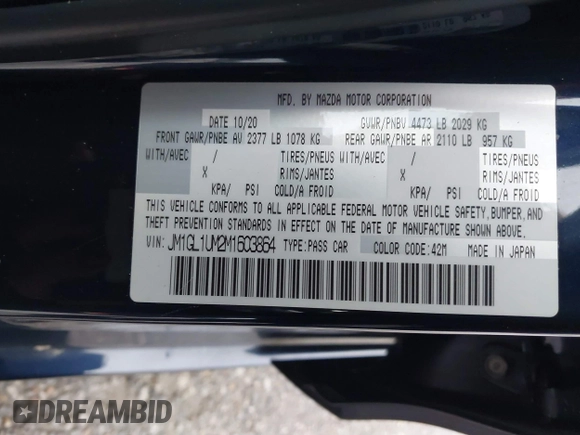 MFD. BY MAZDA MOTOR CORPORATION
DATE 10/20 GVWR/PNBV 4473 LB 2029 KG
FRONT GAWR/PNBE AV 2377 LB 1078 KG REAR GAWR/PNBE AR 2110 LB 957 KG
WITH/AVEC / TIRES/PNEUS WITH/AVEC / TIRES/PNEUS
X RIMS/JANTES X RIMS/JANTES
KPA/ PSI COLD/A FROID KPA/ PSI COLD/A FROID
THIS VEHICLE CONFORMS TO ALL APPLICABLE FEDERAL MOTOR VEHICLE SAFETY,BUMPER,AND
THEFT PREVENTION STANDARDS IN EFFECT ON THE DATE OF MANUFACTURE SHOWN ABOVE.
VIN: JM1GL1UM2M1603864 TYPE:PASS CAR COLOR CODE:42M MADE IN JAPAN
DREAMBID